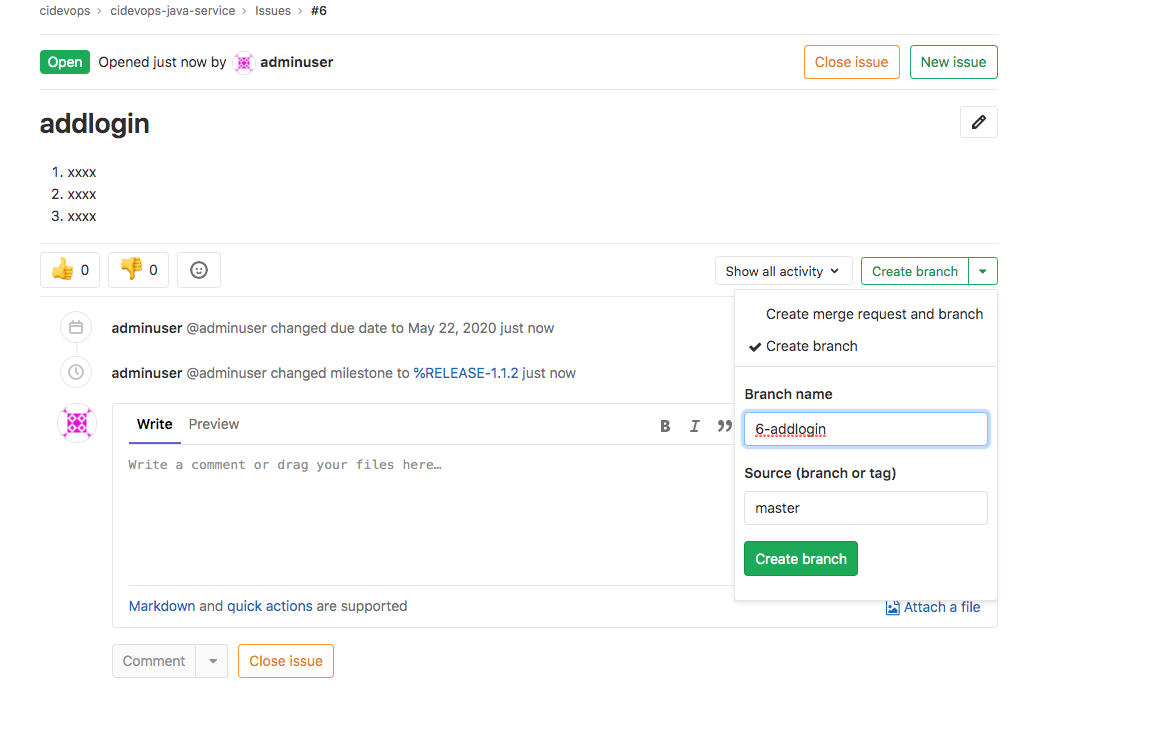 cidevops › cidevops-java-service › Issues › #6
Open Opened just now by adminuser Close issue New issue
addlogin
1. xxxx
2. xxxx
3. xxxx
👍 0 👎 0 Show all activity Create branch
Create merge request and branch
Create branch
adminuser @adminuser changed due date to May 22, 2020 just now
adminuser @adminuser changed milestone to %RELEASE-1.1.2 just now
Branch name
6-addlogin
Source (branch or tag)
master
Create branch
Write Preview B I ”
Write a comment or drag your files here…
Markdown and quick actions are supported Attach a file
Comment Close issue